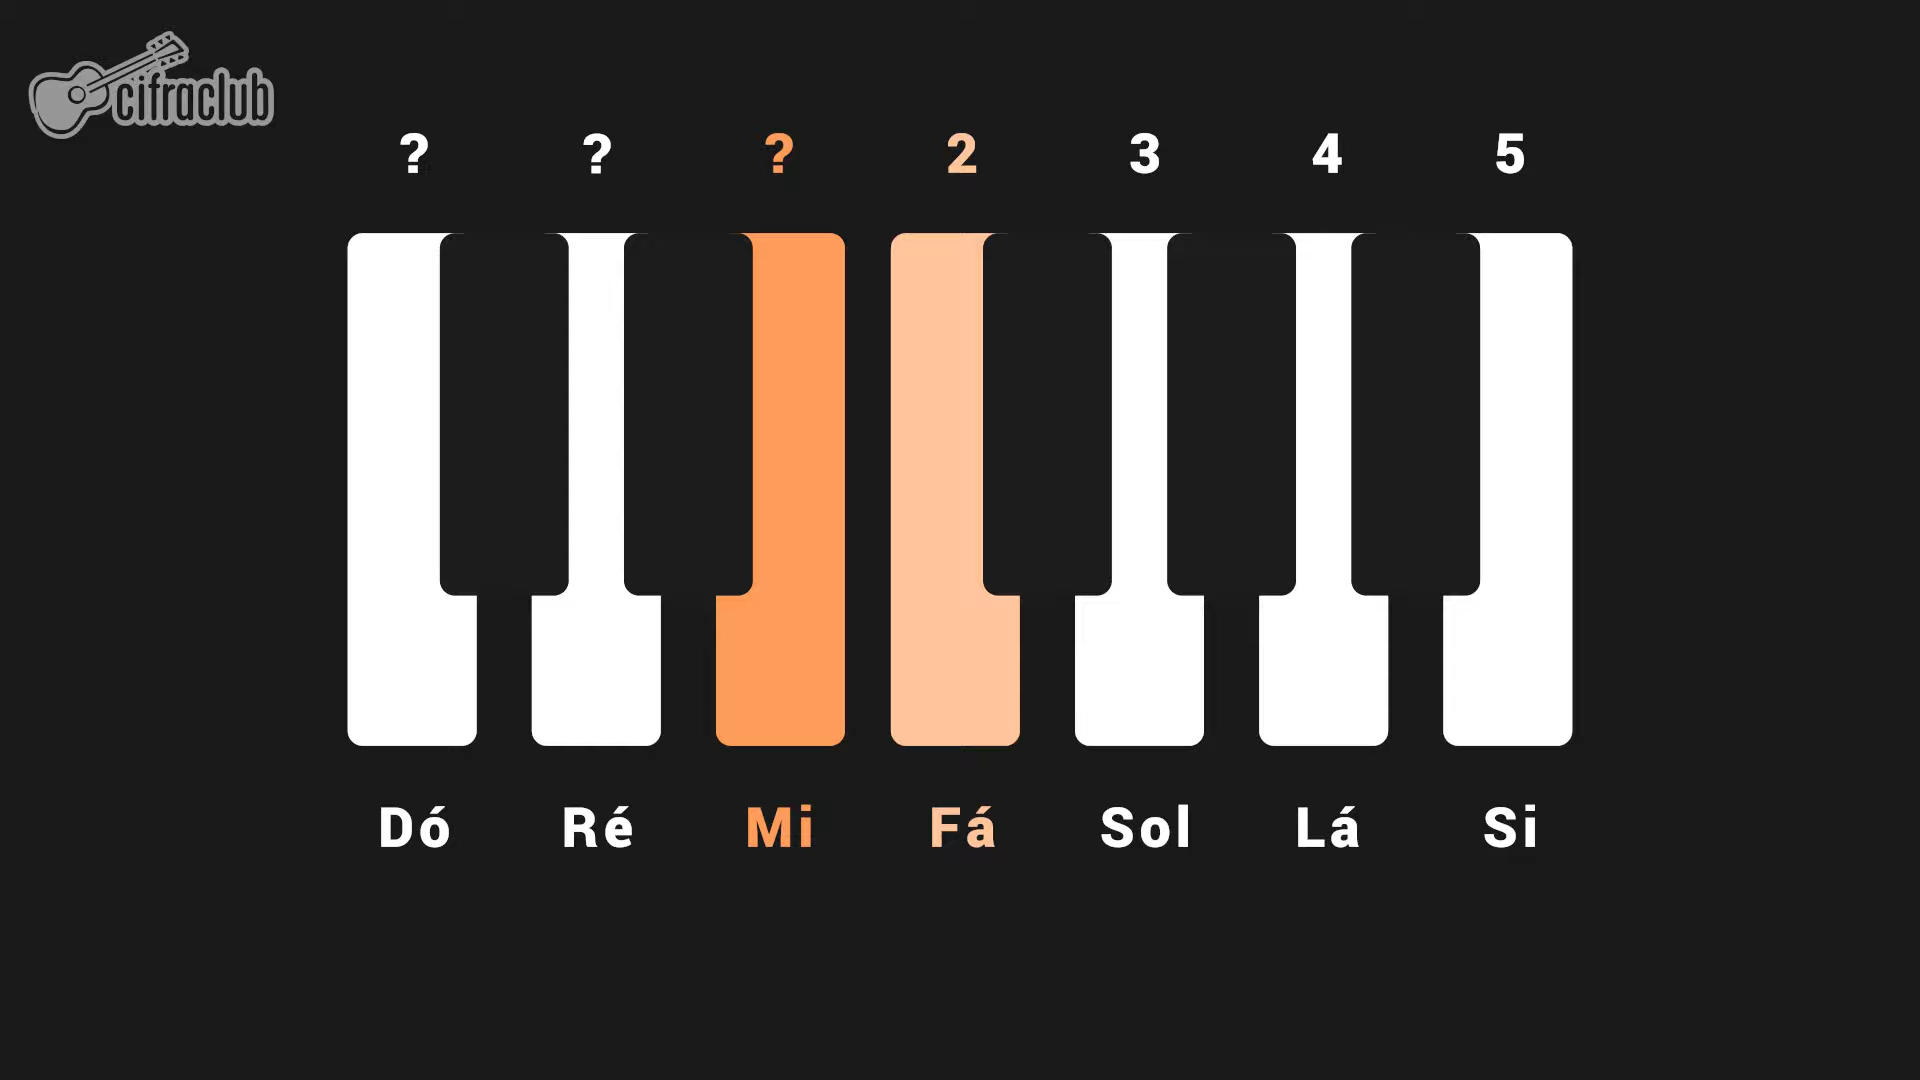 cifraclub
? ? ? 2 3 4 5
Dó Ré Mi Fá Sol Lá Si